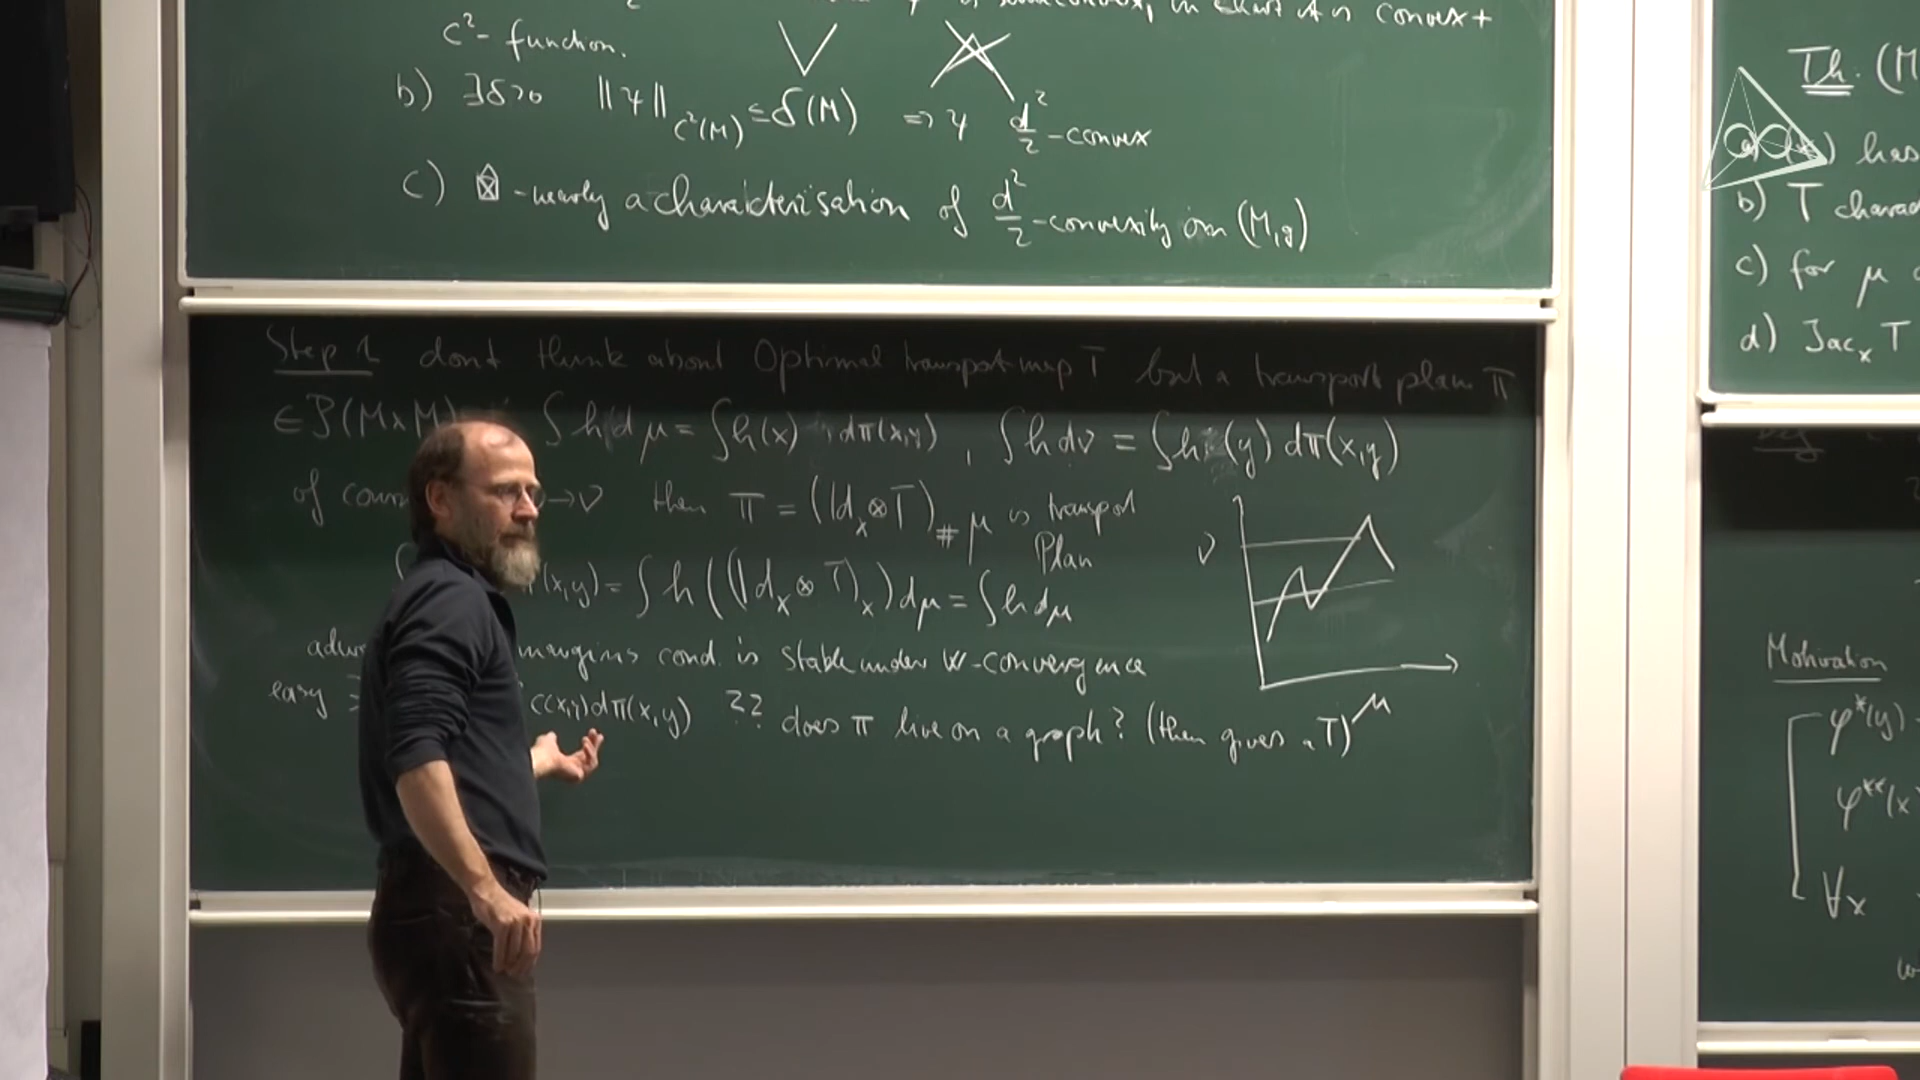 convex +
C²- function.
b) ∃δ>0 ‖ψ‖_{C²(M)} ≤ δ(M) ⇒ ψ d²/2 -convex
c) -nearly a characterisation of d²/2 -convexity on (M,g)
Step 1 dont think about Optimal transport map T but a transport plan π
∈ P(M×M) ∫h dμ = ∫h(x) dπ(x,y), ∫h dν = ∫h(y) dπ(x,y)
of → ν then π = (Id_x⊗T)_# μ is transport
Plan
(x,y) = ∫h((Id_x⊗T)_x)dμ = ∫h dμ
cond. is stable under W-convergence
easy c(x,y)dπ(x,y) ?? does π live on a graph? (then gives a T)
ν
μ
Th. (M
has
b) T charac
c) for μ
d) Jac_x T
Def
Motivation
φ*(y)
φ**(x
∀x